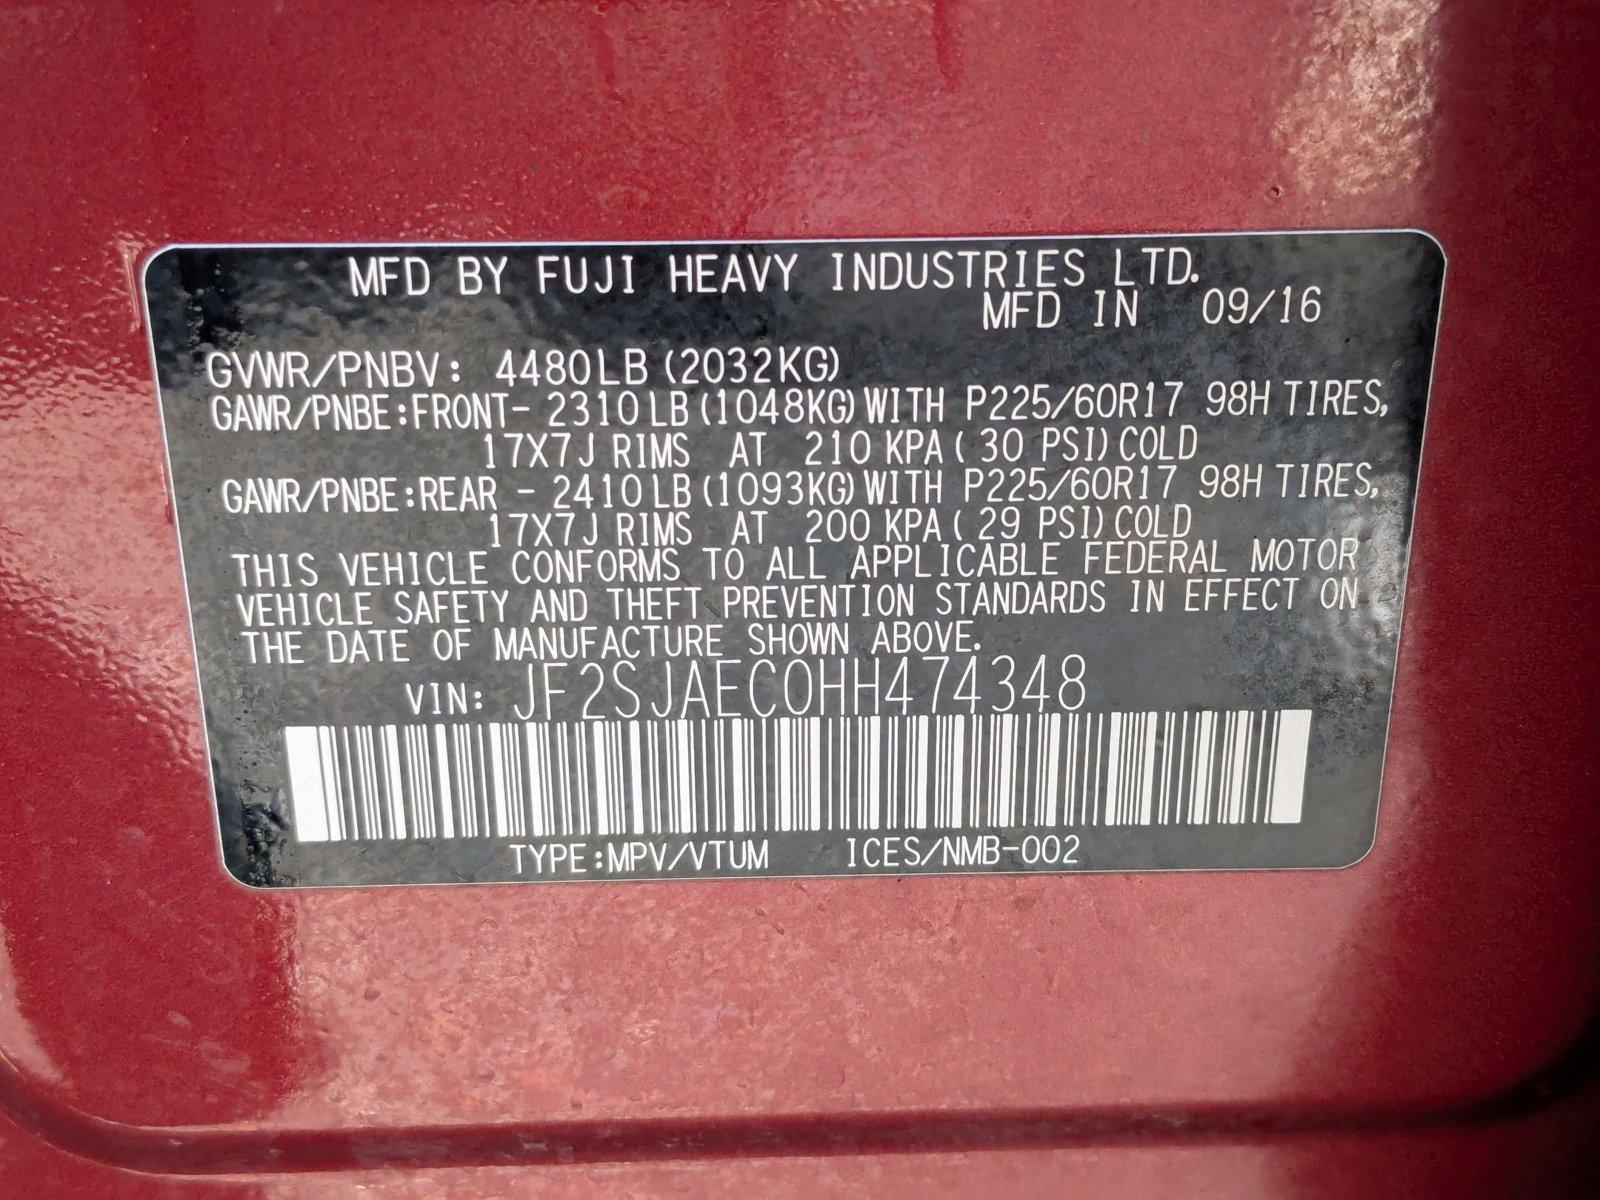 MFD BY FUJI HEAVY INDUSTRIES LTD.
MFD IN 09/16
GVWR/PNBV: 4480LB (2032KG)
GAWR/PNBE:FRONT- 2310LB (1048KG) WITH P225/60R17 98H TIRES,
17X7J RIMS AT 210 KPA ( 30 PSI) COLD
GAWR/PNBE:REAR - 2410LB (1093KG) WITH P225/60R17 98H TIRES,
17X7J RIMS AT 200 KPA ( 29 PSI) COLD
THIS VEHICLE CONFORMS TO ALL APPLICABLE FEDERAL MOTOR
VEHICLE SAFETY AND THEFT PREVENTION STANDARDS IN EFFECT ON
THE DATE OF MANUFACTURE SHOWN ABOVE.
VIN: JF2SJAEC0HH474348
TYPE:MPV/VTUM ICES/NMB-002